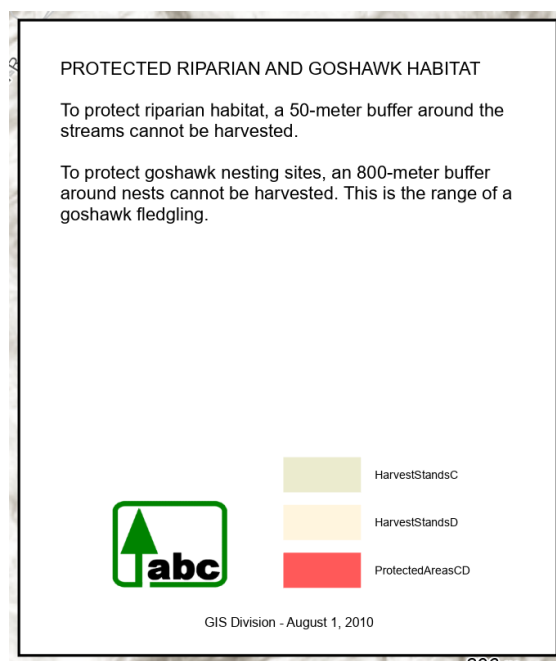 PROTECTED RIPARIAN AND GOSHAWK HABITAT
To protect riparian habitat, a 50-meter buffer around the
streams cannot be harvested.
To protect goshawk nesting sites, an 800-meter buffer
around nests cannot be harvested. This is the range of a
goshawk fledgling.
HarvestStandsC
HarvestStandsD
abc
ProtectedAreasCD
GIS Division - August 1, 2010